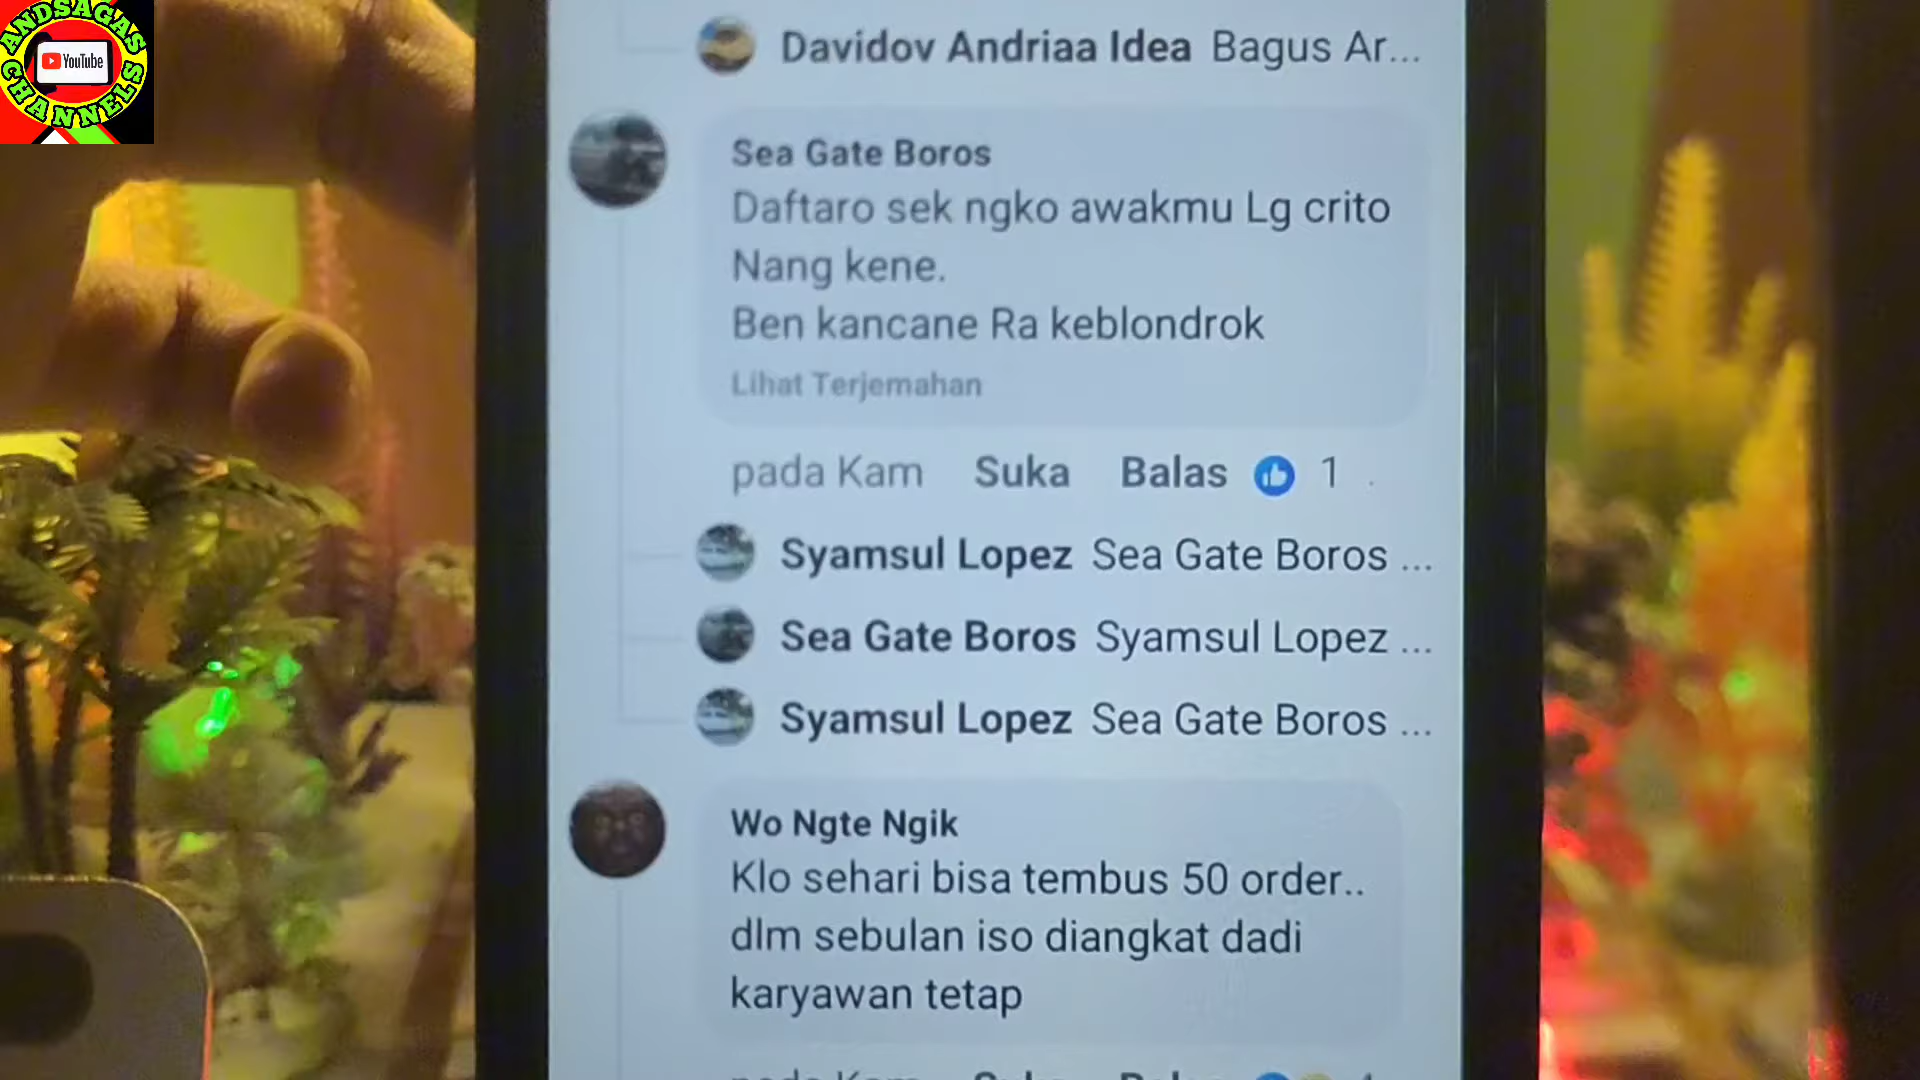 ANDSAGAS
YouTube
CHANNELS
Davidov Andriaa Idea Bagus Ar...
Sea Gate Boros
Daftaro sek ngko awakmu Lg crito
Nang kene.
Ben kancane Ra keblondrok
Lihat Terjemahan
pada Kam Suka Balas 1
Syamsul Lopez Sea Gate Boros ...
Sea Gate Boros Syamsul Lopez ...
Syamsul Lopez Sea Gate Boros ...
Wo Ngte Ngik
Klo sehari bisa tembus 50 order..
dlm sebulan iso diangkat dadi
karyawan tetap